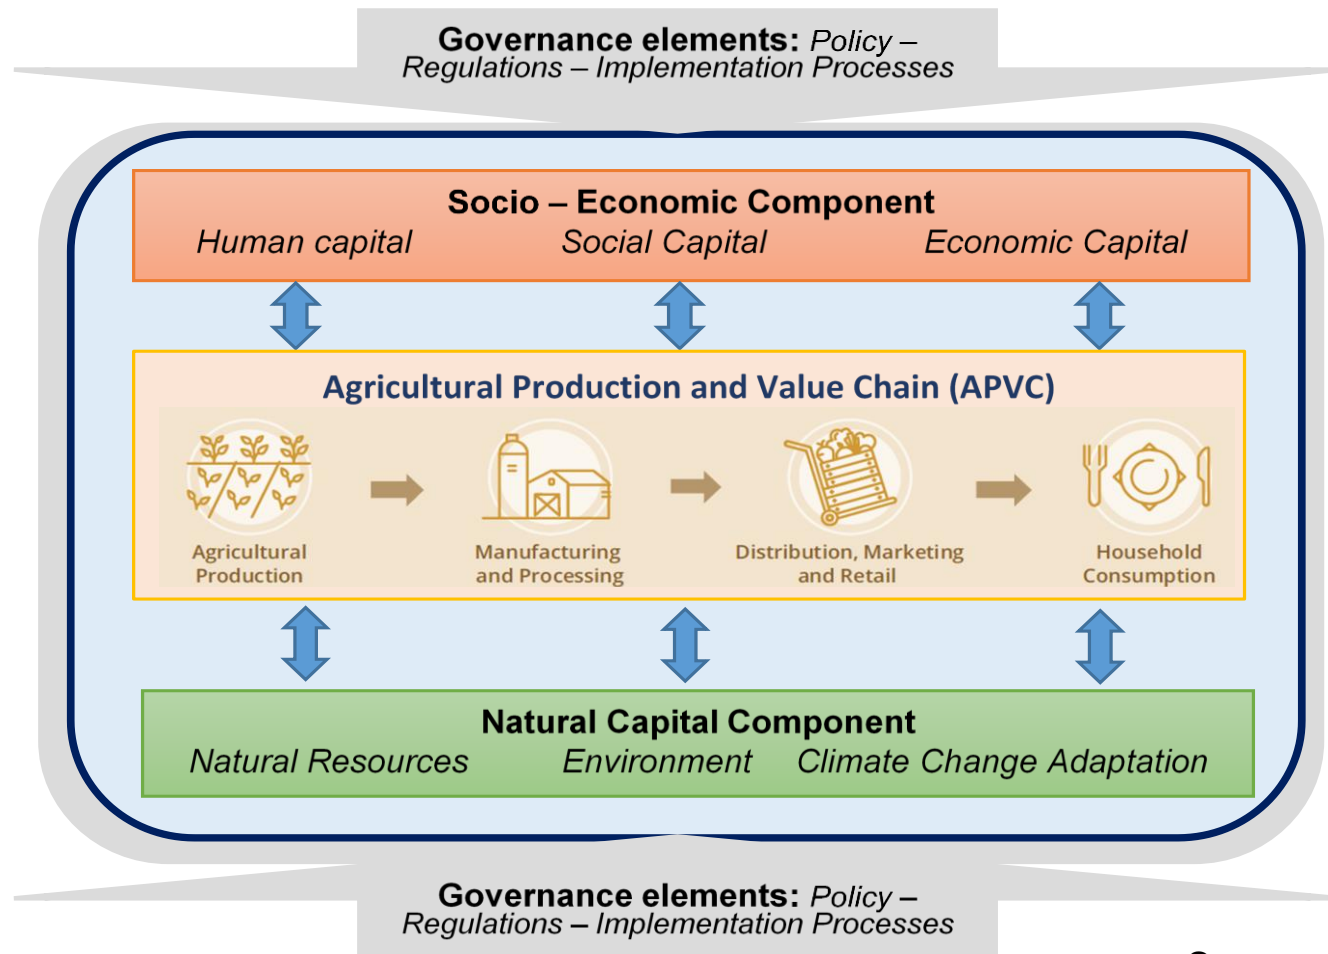 Governance elements: Policy –
Regulations – Implementation Processes
Socio – Economic Component
Human capital Social Capital Economic Capital
Agricultural Production and Value Chain (APVC)
Agricultural Production
Manufacturing and Processing
Distribution, Marketing and Retail
Household Consumption
Natural Capital Component
Natural Resources Environment Climate Change Adaptation
Governance elements: Policy –
Regulations – Implementation Processes